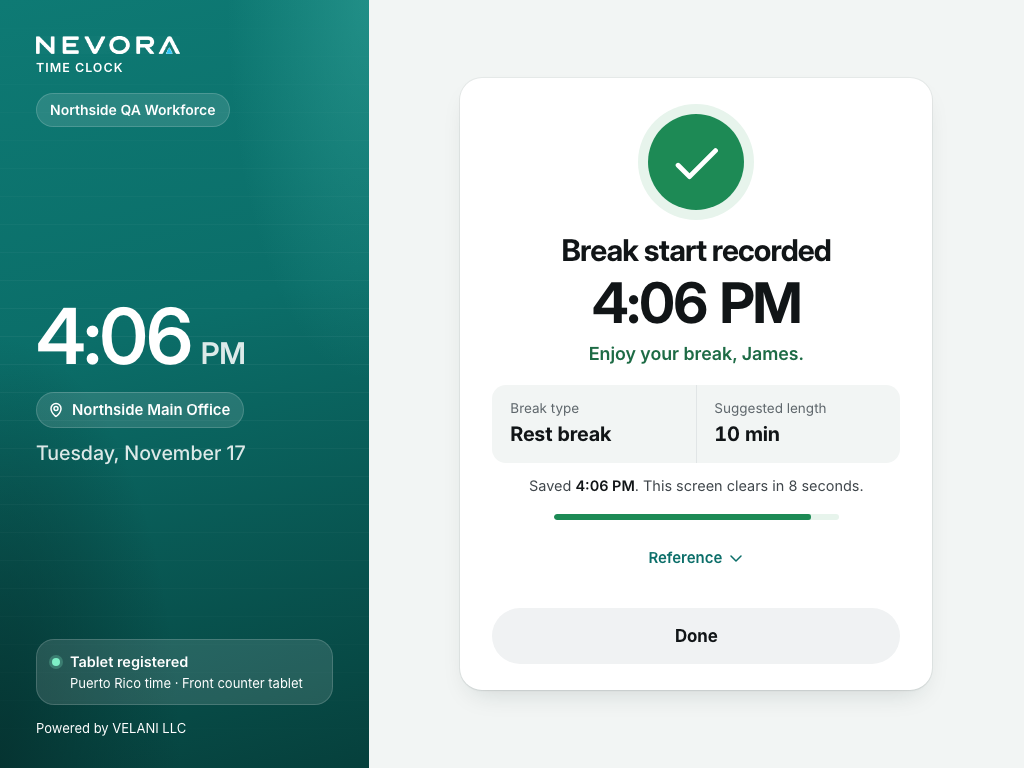 NEVORA
TIME CLOCK
Northside QA Workforce
4:06 PM
Northside Main Office
Tuesday, November 17
Tablet registered
Puerto Rico time · Front counter tablet
Powered by VELANI LLC
Break start recorded
4:06 PM
Enjoy your break, James.
Break type
Rest break
Suggested length
10 min
Saved 4:06 PM. This screen clears in 8 seconds.
Reference
Done